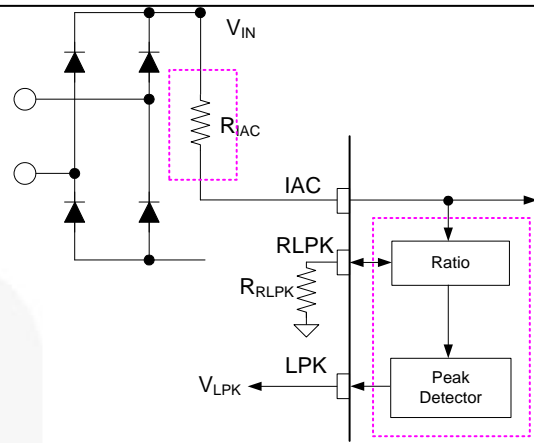 V_IN
R_IAC
IAC
RLPK
R_RLPK
Ratio
LPK
V_LPK
Peak
Detector